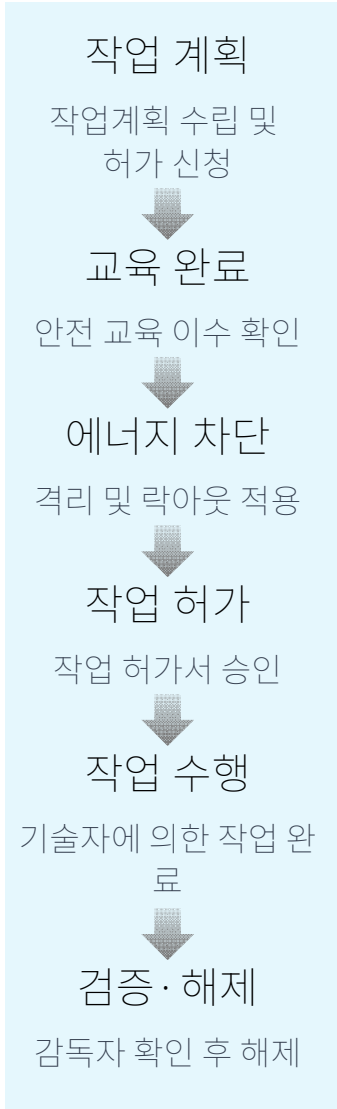 작업 계획
작업계획 수립 및
허가 신청
교육 완료
안전 교육 이수 확인
에너지 차단
격리 및 락아웃 적용
작업 허가
작업 허가서 승인
작업 수행
기술자에 의한 작업 완
료
검증 · 해제
감독자 확인 후 해제